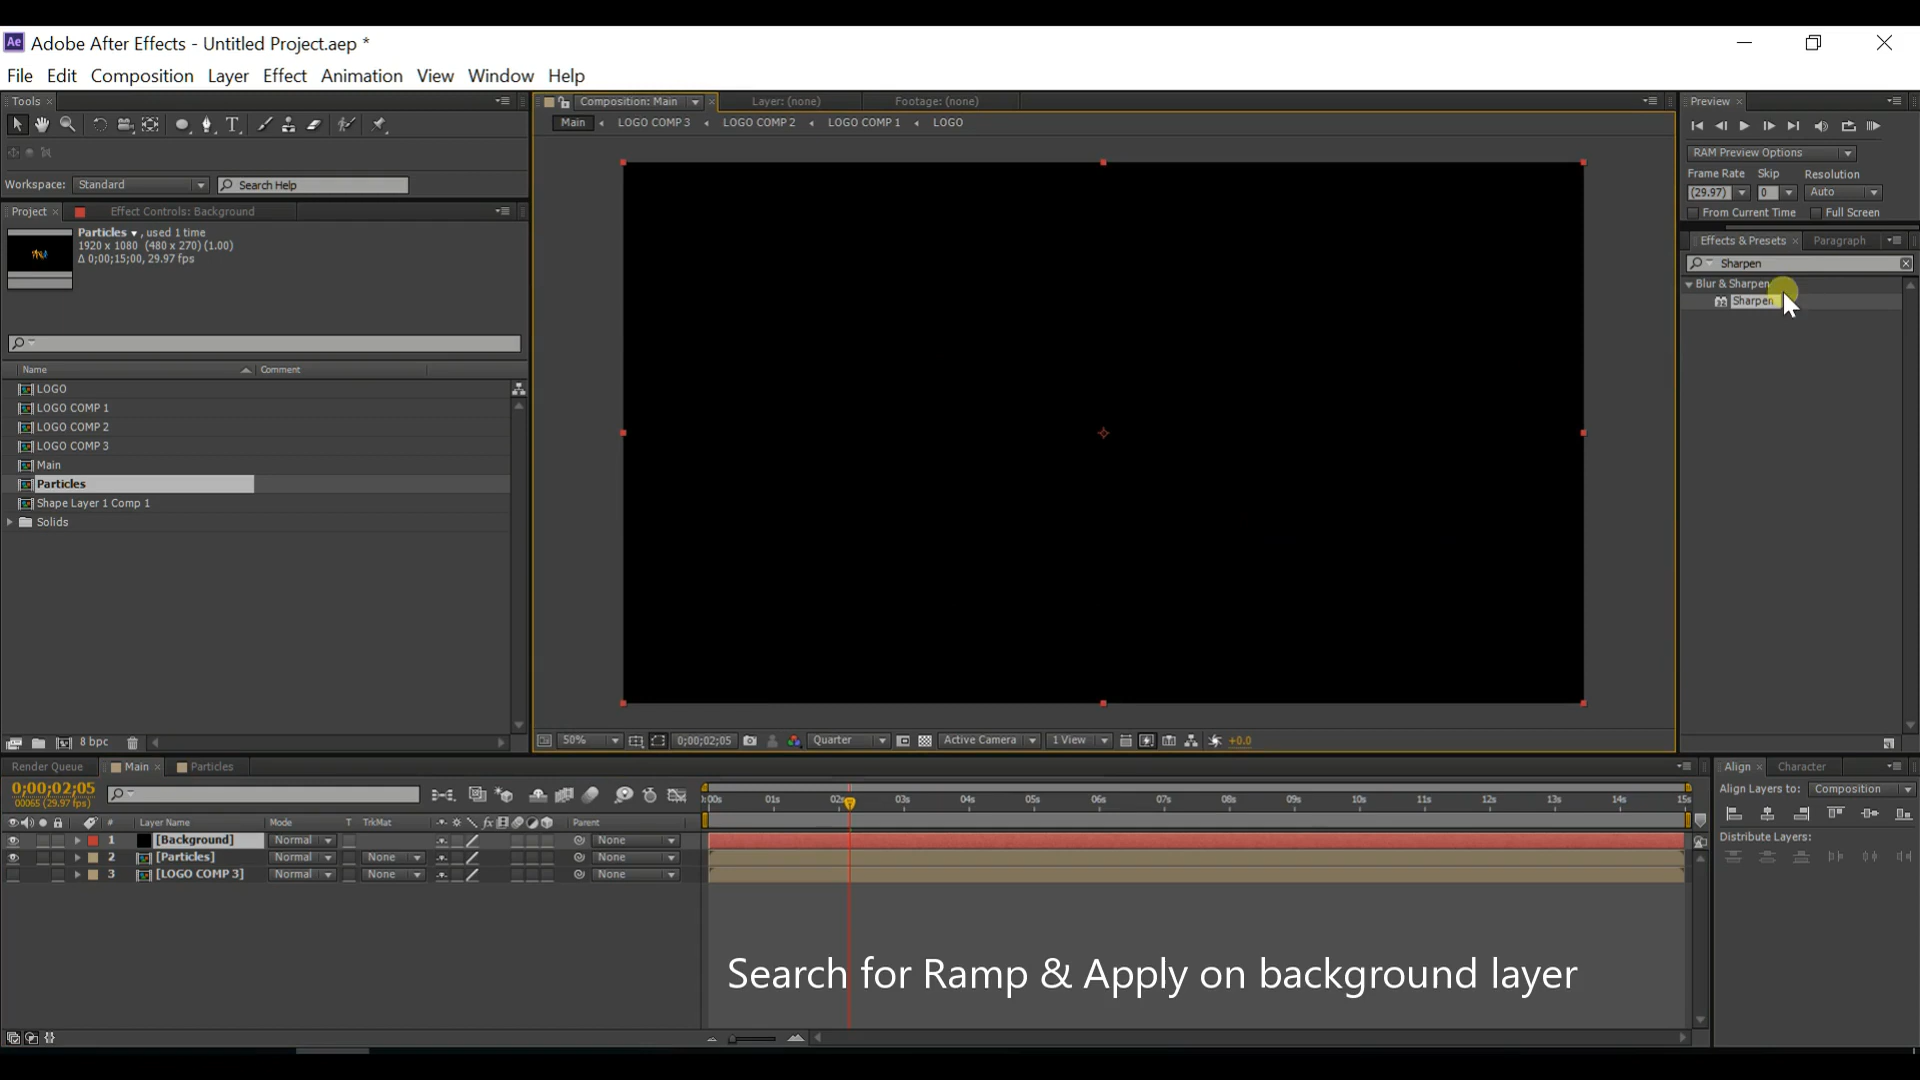 Ae Adobe After Effects - Untitled Project.aep *
File Edit Composition Layer Effect Animation View Window Help
Tools
Workspace: Standard Search Help
Project Effect Controls: Background
Particles , used 1 time
1920 x 1080 (480 x 270) (1.00)
Δ 0;00;15;00, 29.97 fps
Name Comment
LOGO
LOGO COMP 1
LOGO COMP 2
LOGO COMP 3
Main
Particles
Shape Layer 1 Comp 1
Solids
8 bpc
Composition: Main Layer: (none) Footage: (none)
Main LOGO COMP 3 LOGO COMP 2 LOGO COMP 1 LOGO
50% 0;00;02;05 Quarter Active Camera 1 View +0.0
Preview
RAM Preview Options
Frame Rate Skip Resolution
(29.97) 0 Auto
From Current Time Full Screen
Effects & Presets Paragraph
Sharpen
Blur & Sharpen
32 Sharpen
Render Queue Main Particles
0;00;02;05
00065 (29.97 fps)
# Layer Name Mode T TrkMat fx Parent
1 [Background] Normal None
2 [Particles] Normal None None
3 [LOGO COMP 3] Normal None None
:00s 01s 02s 03s 04s 05s 06s 07s 08s 09s 10s 11s 12s 13s 14s 15s
Search for Ramp & Apply on background layer
Align Character
Align Layers to: Composition
Distribute Layers: